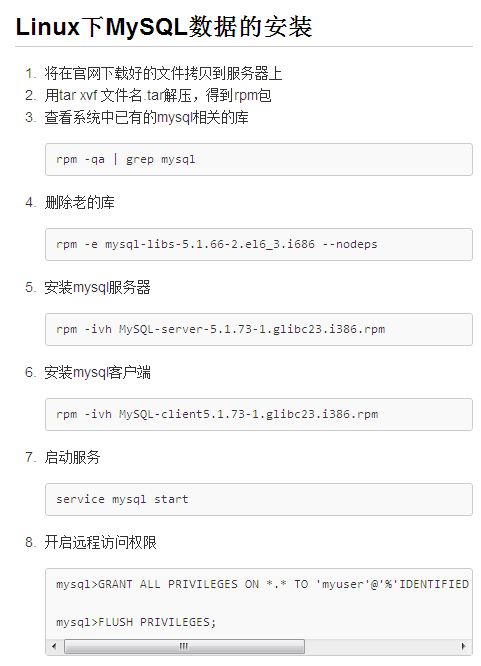 Linux下MySQL数据的安装
1. 将在官网下载好的文件拷贝到服务器上
2. 用tar xvf 文件名.tar解压，得到rpm包
3. 查看系统中已有的mysql相关的库
rpm -qa | grep mysql
4. 删除老的库
rpm -e mysql-libs-5.1.66-2.el6_3.i686 --nodeps
5. 安装mysql服务器
rpm -ivh MySQL-server-5.1.73-1.glibc23.i386.rpm
6. 安装mysql客户端
rpm -ivh MySQL-client5.1.73-1.glibc23.i386.rpm
7. 启动服务
service mysql start
8. 开启远程访问权限
mysql>GRANT ALL PRIVILEGES ON *.* TO 'myuser'@'%'IDENTIFIED
mysql>FLUSH PRIVILEGES;